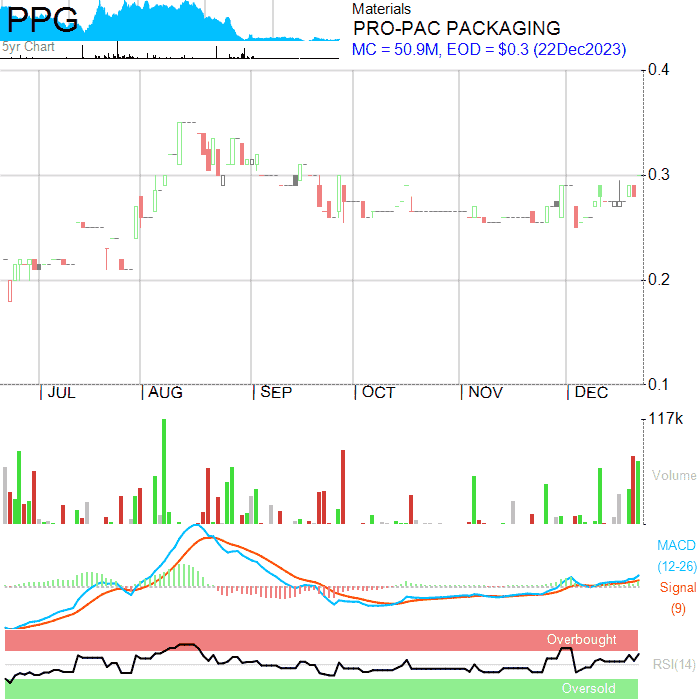 PPG
5yr Chart
Materials
PRO-PAC PACKAGING
MC = 50.9M, EOD = $0.3 (22Dec2023)
0.4
0.3
0.2
0.1
JUL AUG SEP OCT NOV DEC
117k
Volume
MACD
(12-26)
Signal
(9)
Overbought
RSI(14)
Oversold